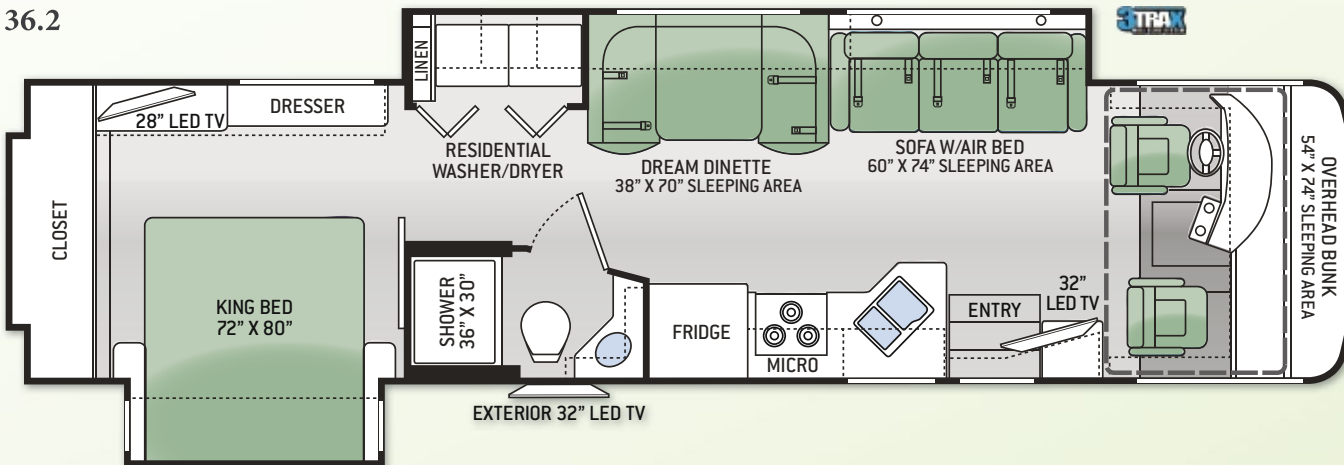 36.2
3TRAX
LINEN
28" LED TV
DRESSER
RESIDENTIAL
WASHER/DRYER
DREAM DINETTE
38" X 70" SLEEPING AREA
SOFA W/AIR BED
60" X 74" SLEEPING AREA
OVERHEAD BUNK
54" X 74" SLEEPING AREA
CLOSET
KING BED
72" X 80"
SHOWER
36" X 30"
FRIDGE
MICRO
ENTRY
32"
LED TV
EXTERIOR 32" LED TV